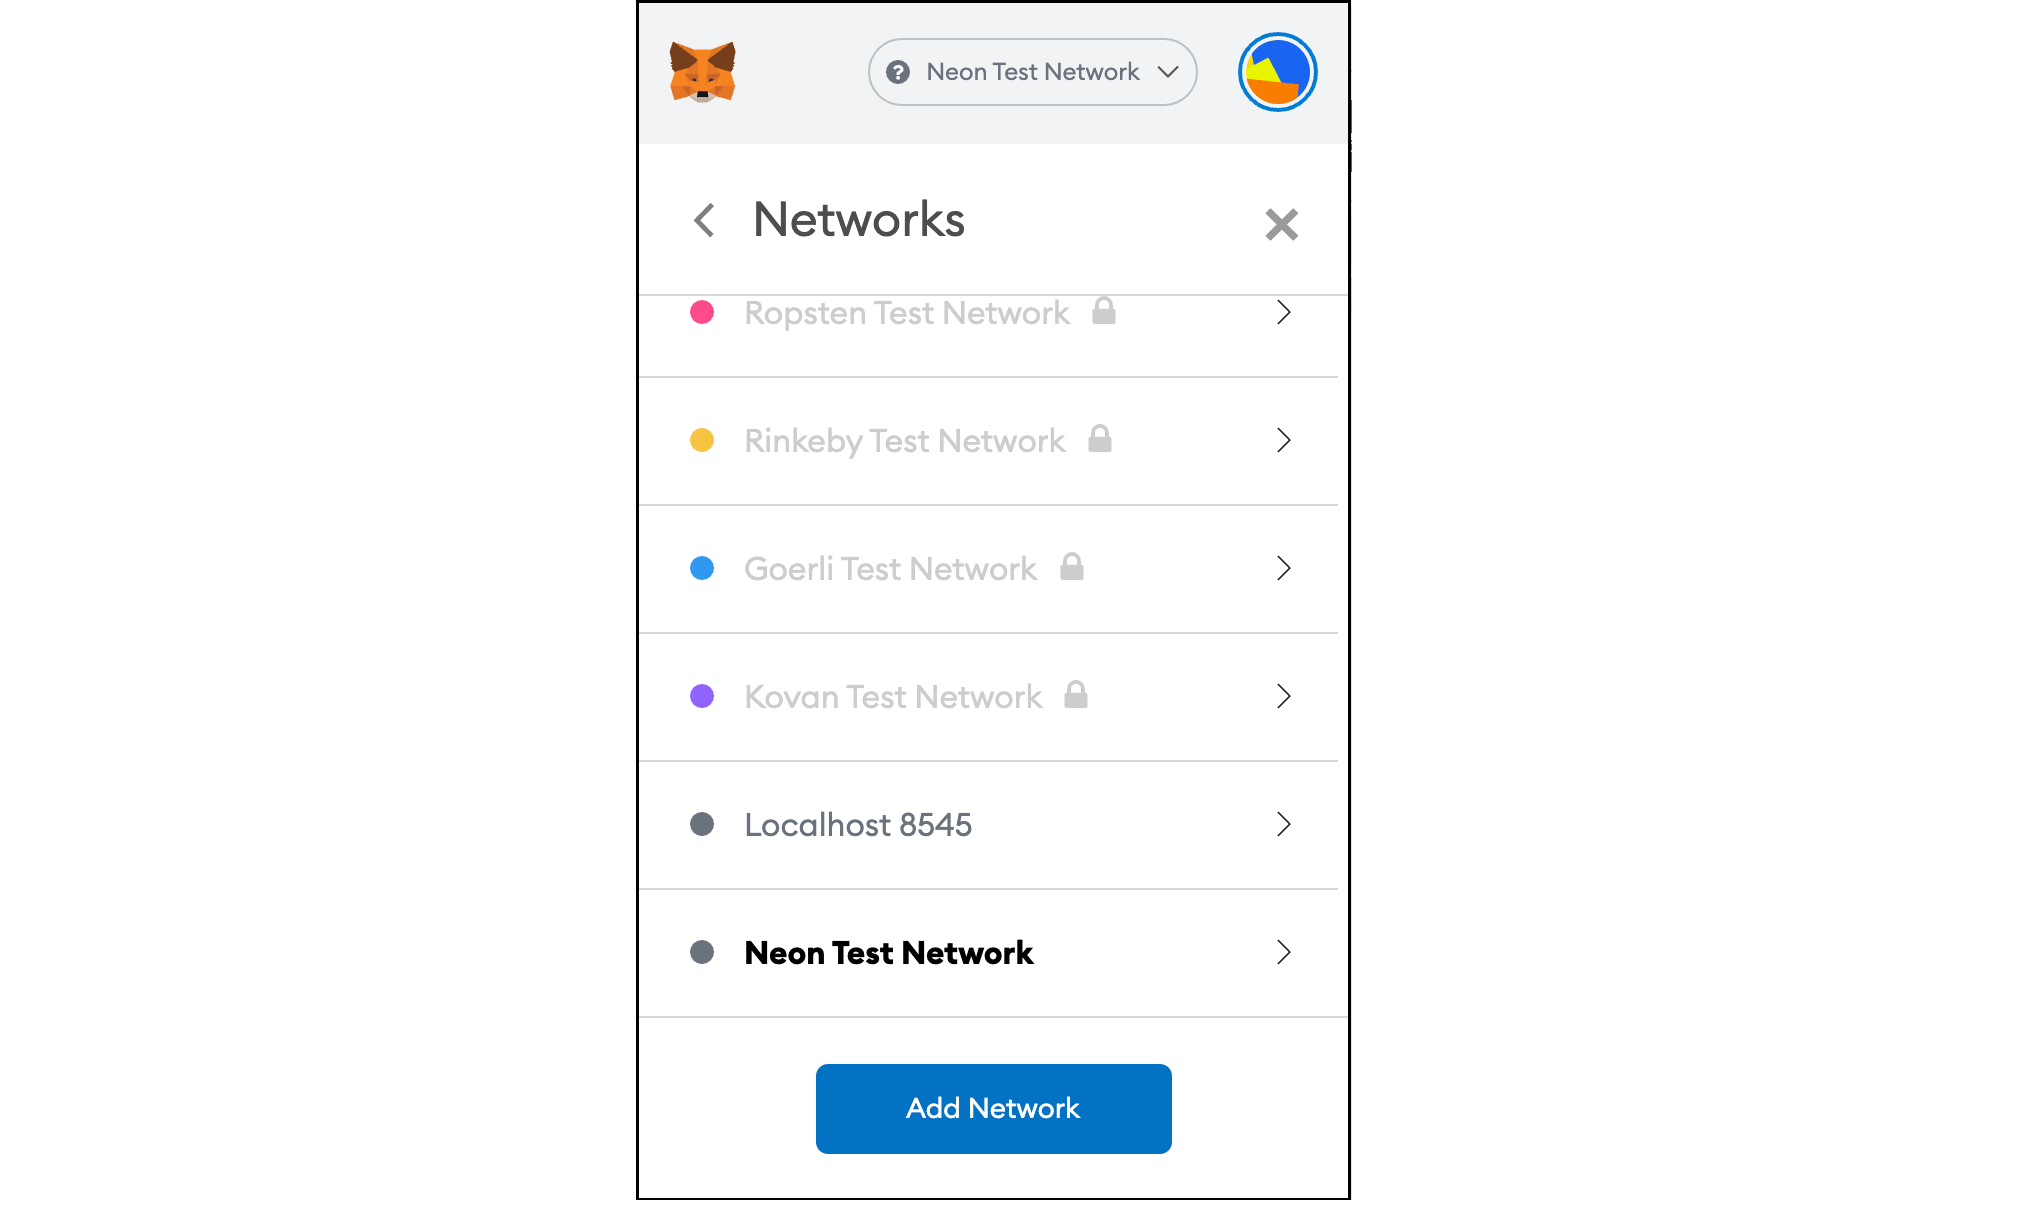 Neon Test Network
Networks
Ropsten Test Network
Rinkeby Test Network
Goerli Test Network
Kovan Test Network
Localhost 8545
Neon Test Network
Add Network